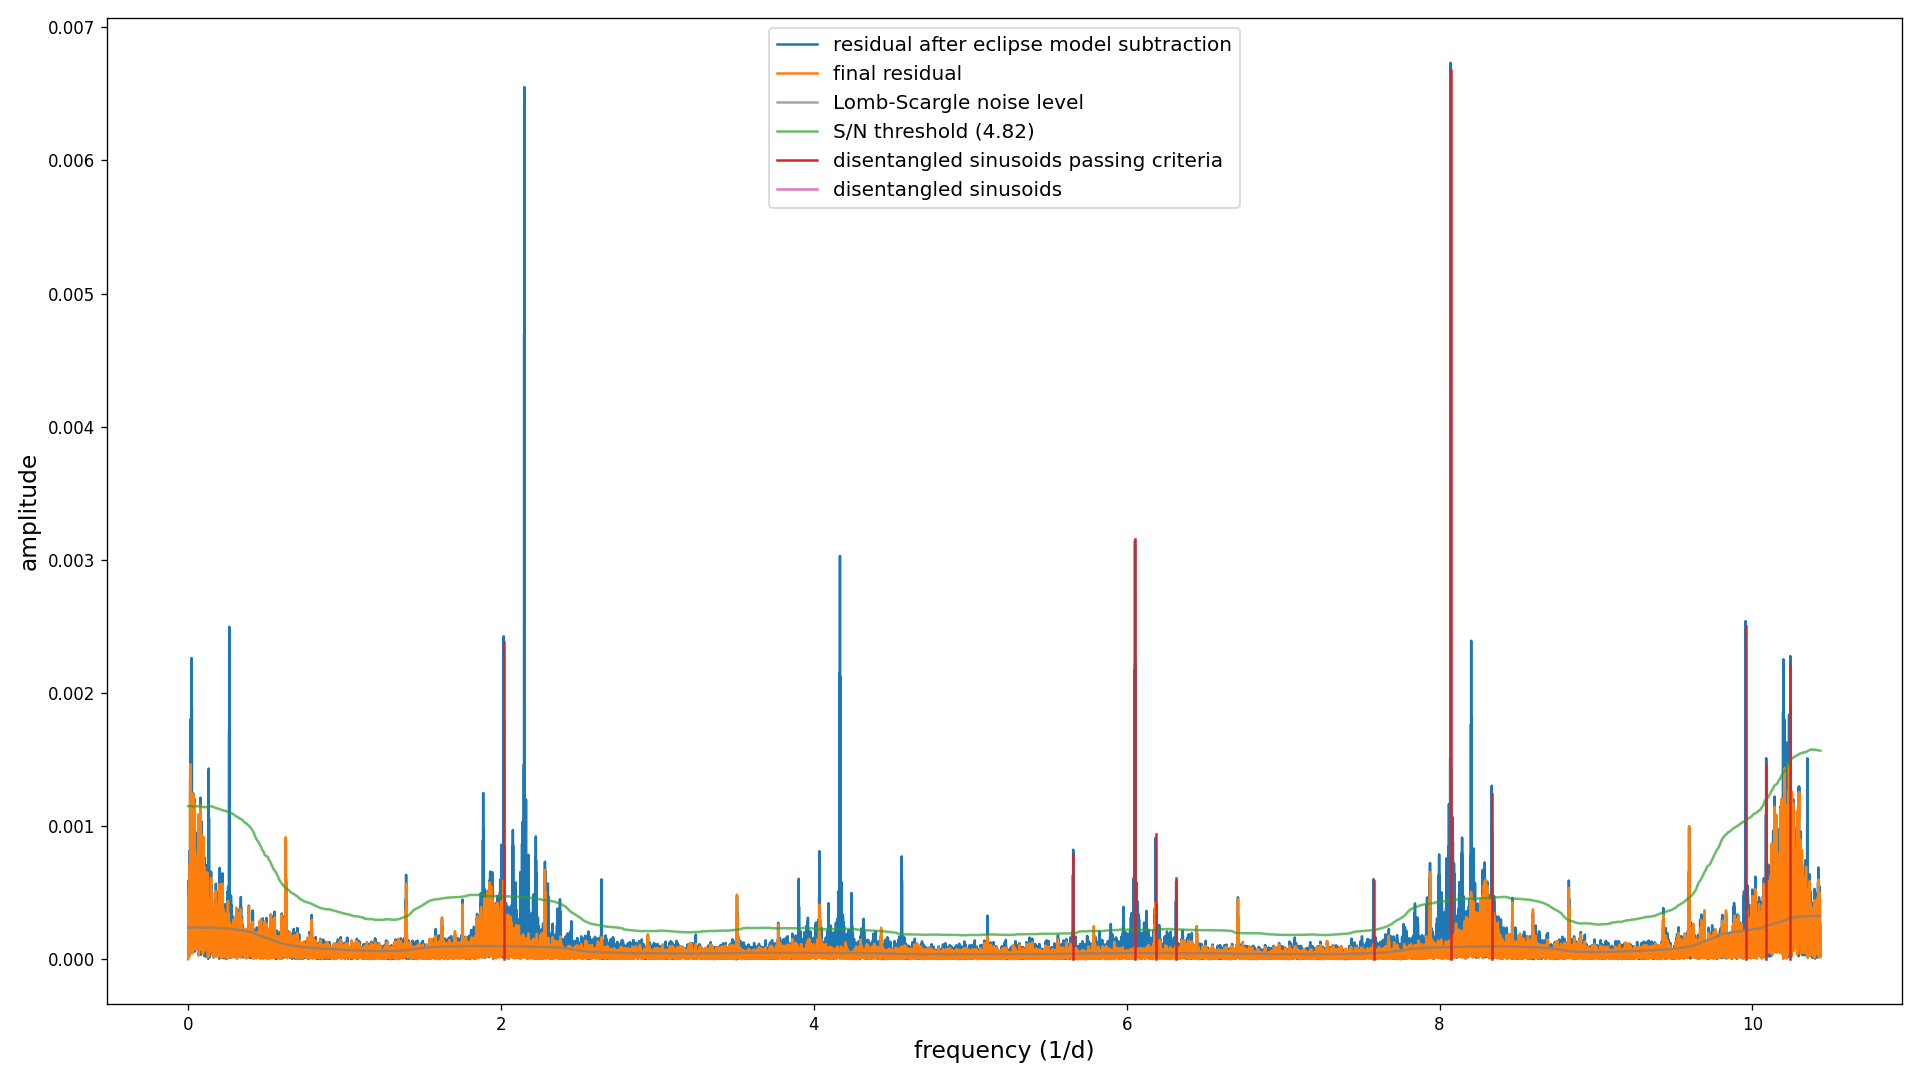 0.007
0.006
0.005
0.004
0.003
0.002
0.001
0.000
amplitude
residual after eclipse model subtraction
final residual
Lomb-Scargle noise level
S/N threshold (4.82)
disentangled sinusoids passing criteria
disentangled sinusoids
0 2 4 6 8 10
frequency (1/d)